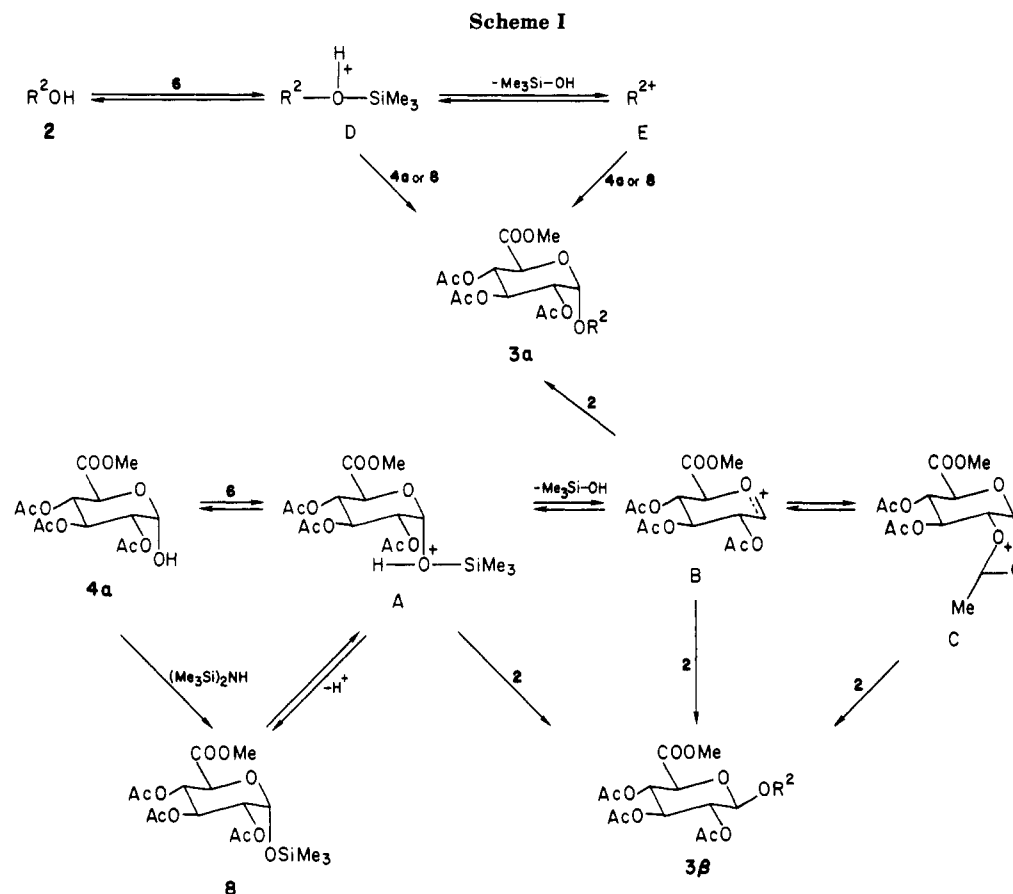 Scheme I
R²OH
2
6
H
R²—O⁺—SiMe₃
D
-Me₃Si-OH
R²⁺
E
4a or 8
4a or 8
COOMe
O
AcO
AcO
AcO
OR²
3a
2
COOMe
O
AcO
AcO
AcO
OH
4a
6
COOMe
O
AcO
AcO
AcO
H—O⁺—SiMe₃
A
-Me₃Si-OH
COOMe
O
+
AcO
AcO
AcO
B
COOMe
O
AcO
AcO
O
+
Me
C
(Me₃Si)₂NH
-H⁺
2
2
2
COOMe
O
AcO
AcO
AcO
OSiMe₃
8
COOMe
O
OR²
AcO
AcO
AcO
3β